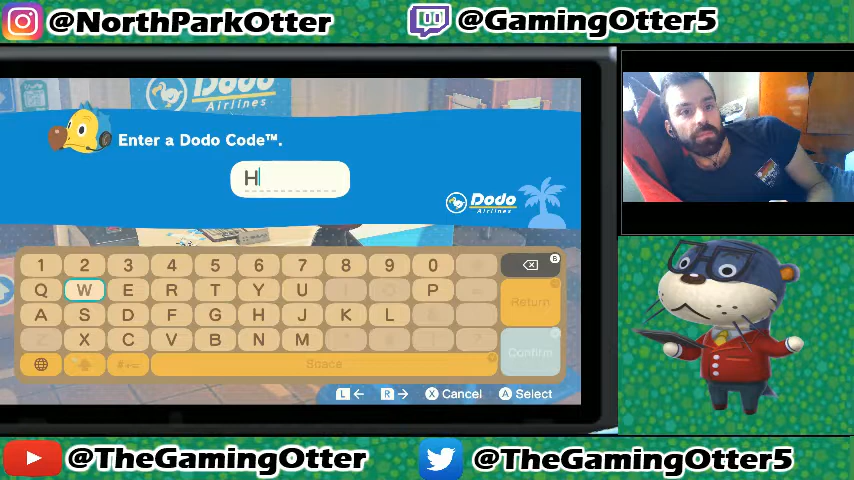 @NorthParkOtter
@GamingOtter5
Dodo
Airlines
Enter a Dodo Code™.
H
Dodo
Airlines
1 2 3 4 5 6 7 8 9 0
B
Q W E R T Y U I O P -
Return
A S D F G H J K L
Z X C V B N M
Confirm
#+=
Space
L ← R → X Cancel A Select
@TheGamingOtter
@TheGamingOtter5